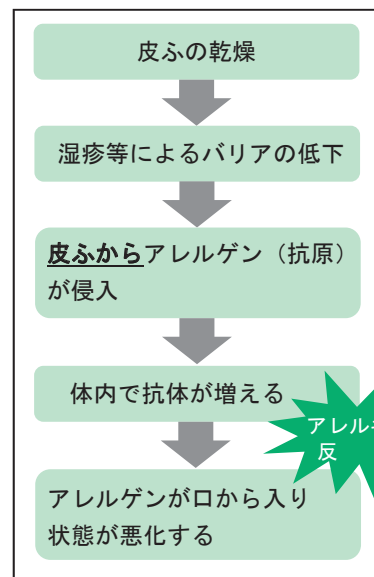 皮ふの乾燥
湿疹等によるバリアの低下
皮ふからアレルゲン（抗原）
が侵入
体内で抗体が増える
アレル
反
アレルゲンが口から入り
状態が悪化する